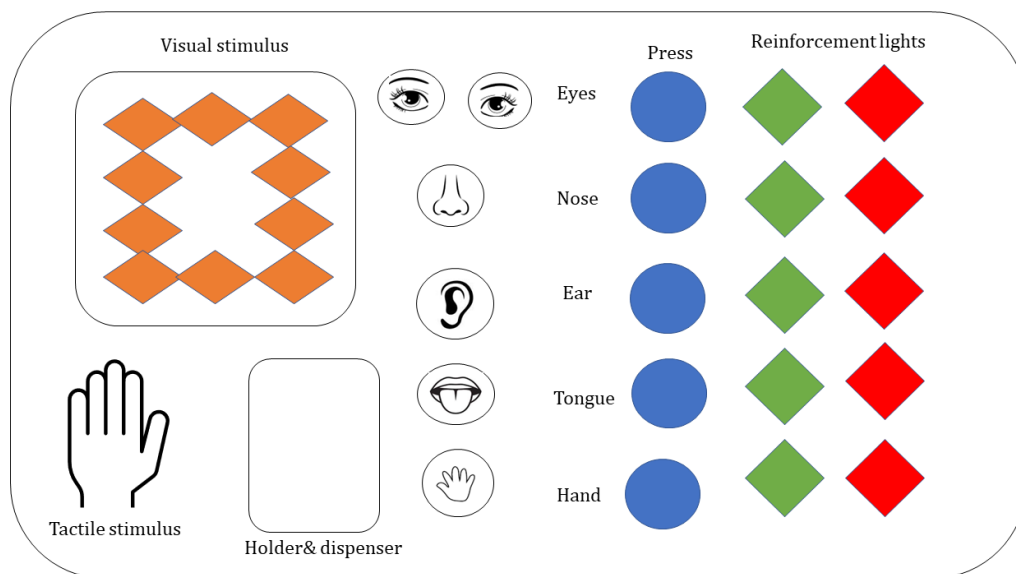 Visual stimulus
Press
Reinforcement lights
Eyes
Nose
Ear
Tongue
Hand
Tactile stimulus
Holder& dispenser